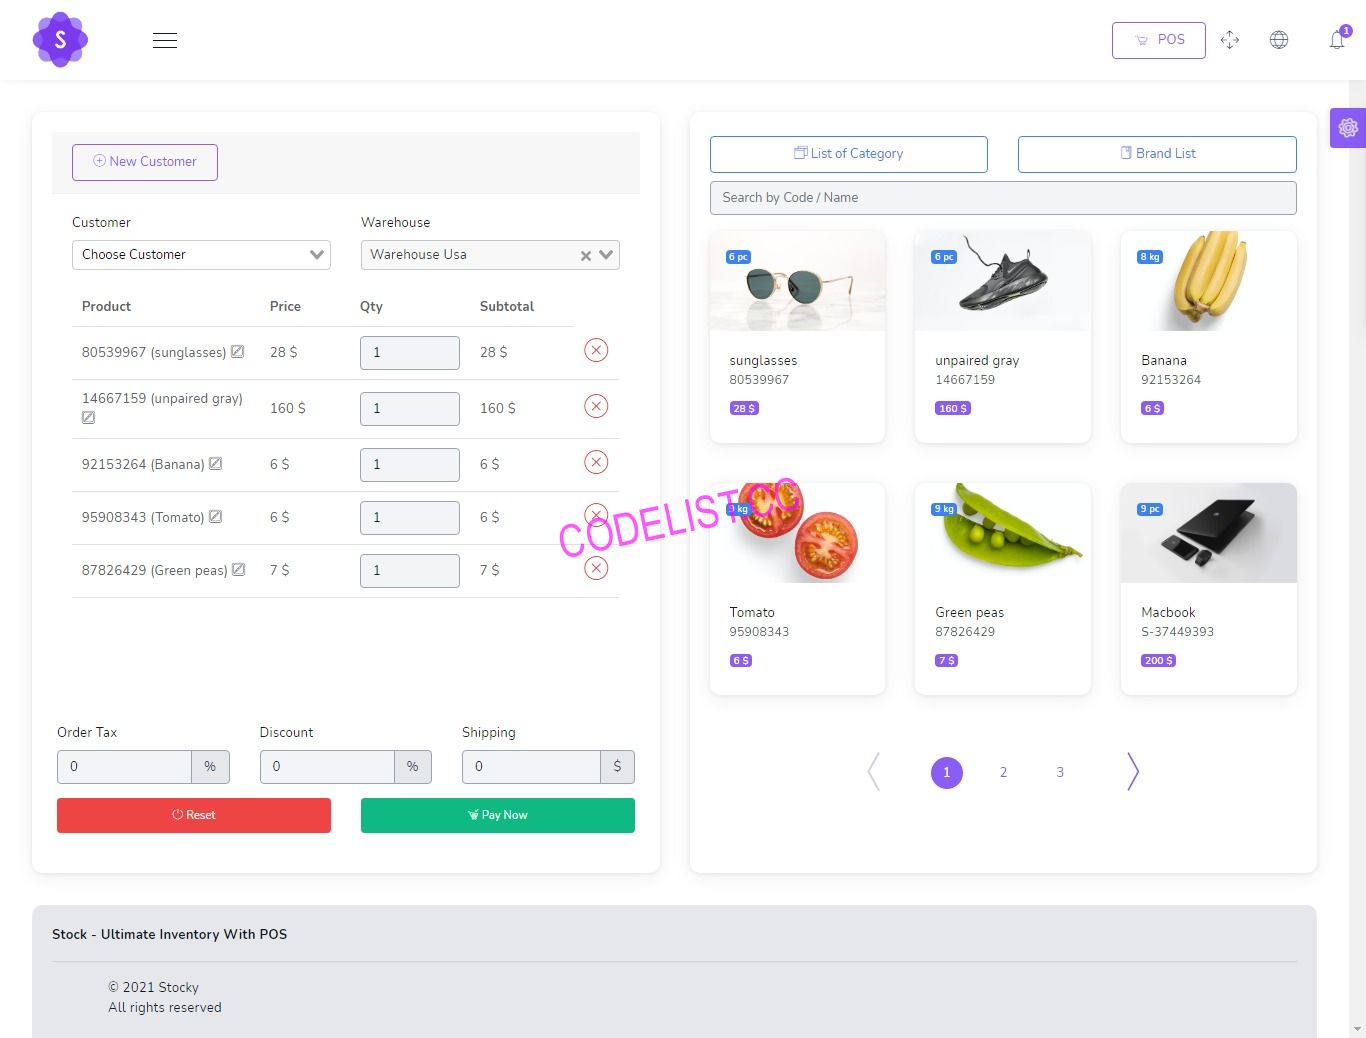 S
POS
1
New Customer
Customer
Warehouse
Choose Customer
Warehouse Usa
Product Price Qty Subtotal
80539967 (sunglasses) 28 $ 1 28 $
14667159 (unpaired gray) 160 $ 1 160 $
92153264 (Banana) 6 $ 1 6 $
95908343 (Tomato) 6 $ 1 6 $
87826429 (Green peas) 7 $ 1 7 $
Order Tax Discount Shipping
0 % 0 % 0 $
Reset Pay Now
List of Category Brand List
Search by Code / Name
6 pc
sunglasses
80539967
28 $
6 pc
unpaired gray
14667159
160 $
8 kg
Banana
92153264
6 $
9 kg
Tomato
95908343
6 $
9 kg
Green peas
87826429
7 $
9 pc
Macbook
S-37449393
200 $
1 2 3
CODELIST.CC
Stock - Ultimate Inventory With POS
© 2021 Stocky
All rights reserved